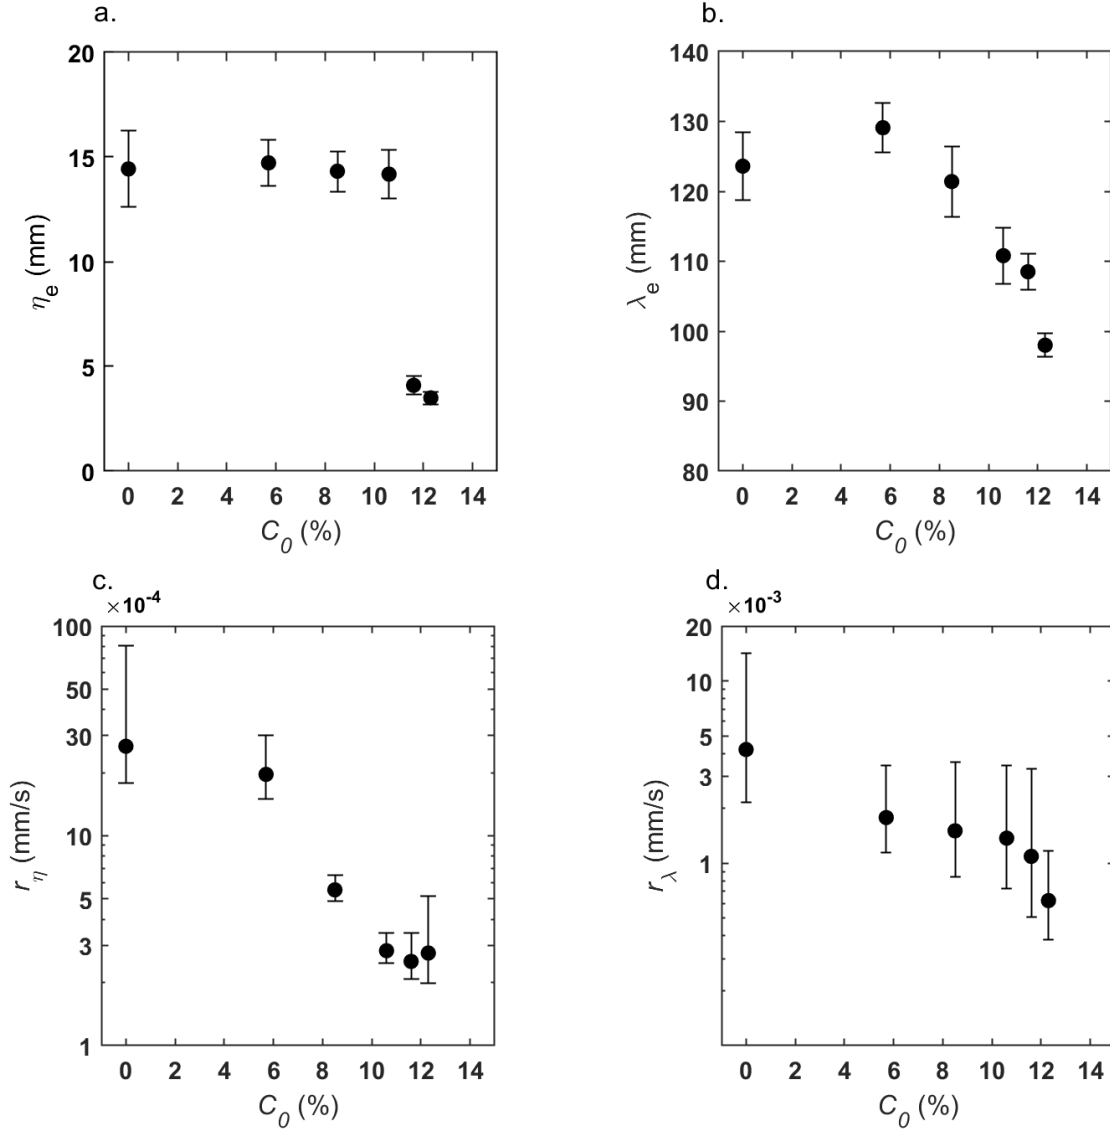 a.
20
15
10
5
0
η_e (mm)
0 2 4 6 8 10 12 14
C_0 (%)
b.
140
130
120
110
100
90
80
λ_e (mm)
0 2 4 6 8 10 12 14
C_0 (%)
c.
×10^-4
100
50
30
10
5
3
1
r_η (mm/s)
0 2 4 6 8 10 12 14
C_0 (%)
d.
×10^-3
20
10
5
3
1
r_λ (mm/s)
0 2 4 6 8 10 12 14
C_0 (%)